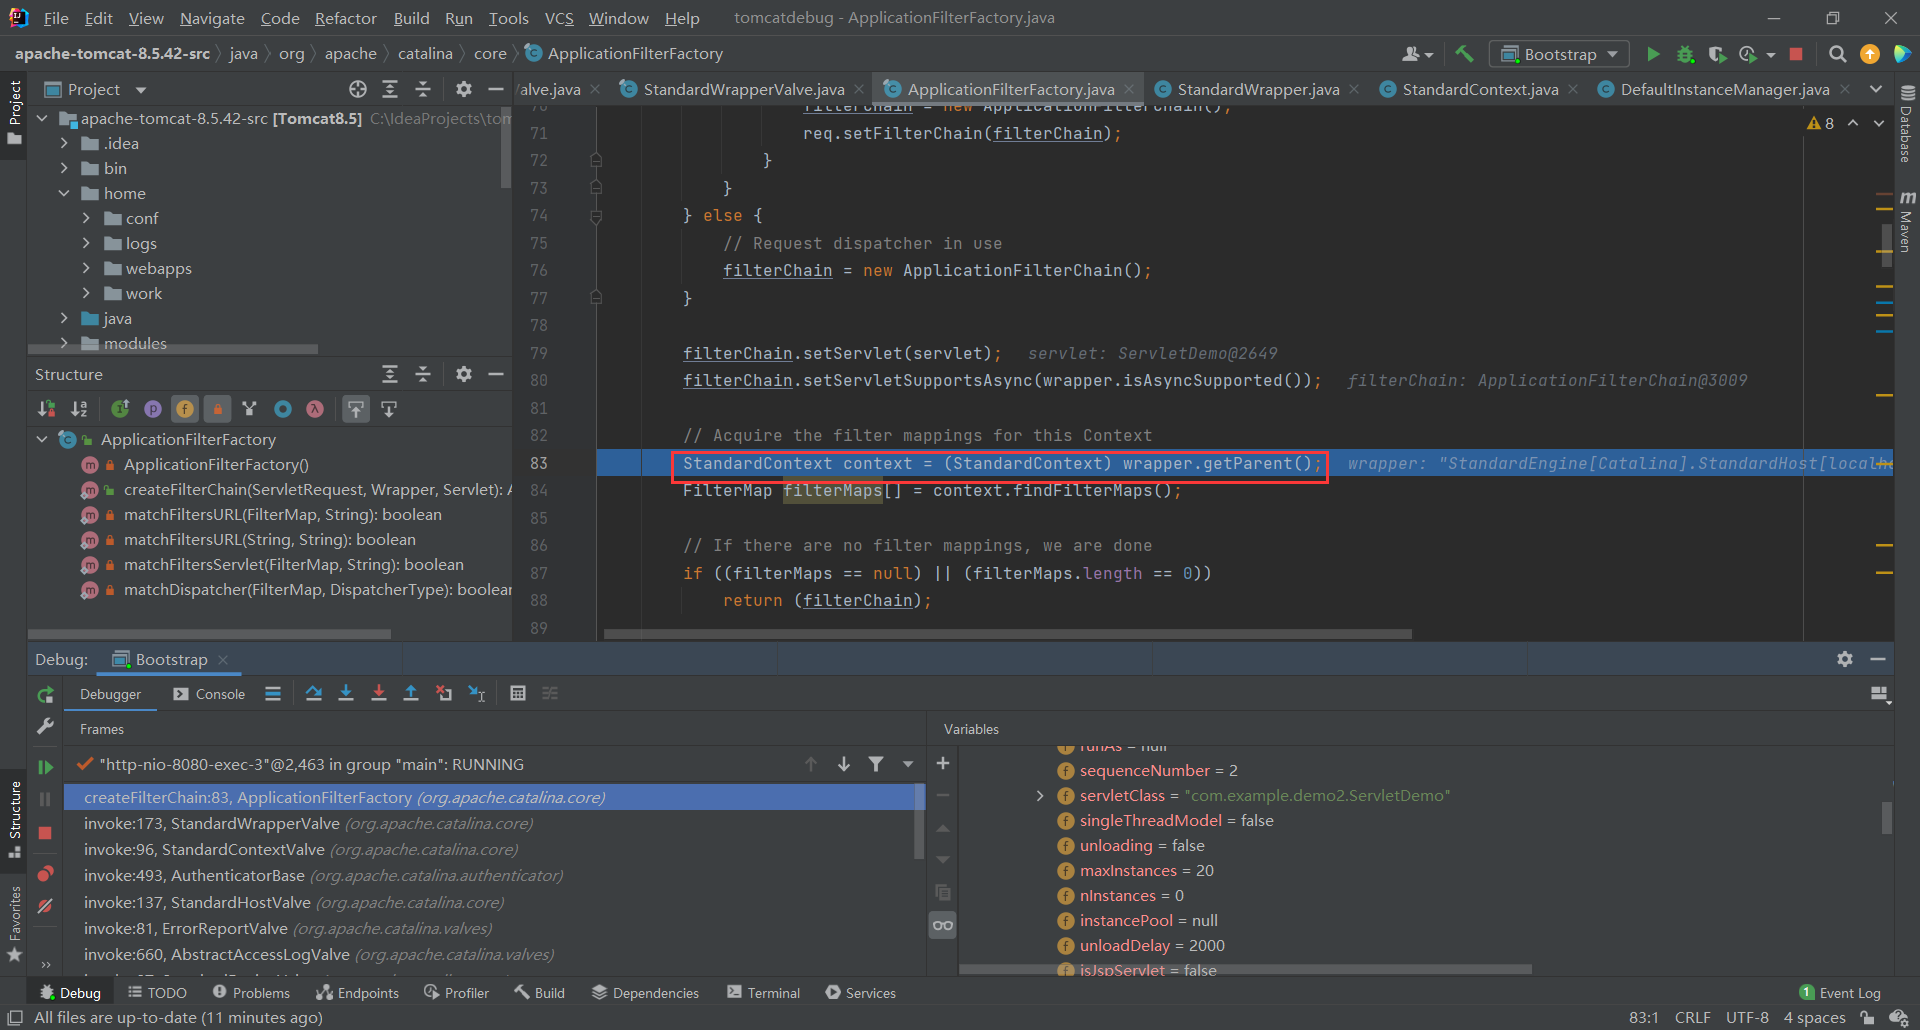 File Edit View Navigate Code Refactor Build Run Tools VCS Window Help tomcatdebug - ApplicationFilterFactory.java
apache-tomcat-8.5.42-src java org apache catalina core ApplicationFilterFactory
Bootstrap
Project
Project
alve.java StandardWrapperValve.java ApplicationFilterFactory.java StandardWrapper.java StandardContext.java DefaultInstanceManager.java
apache-tomcat-8.5.42-src [Tomcat8.5] C:\IdeaProjects\tom
.idea
bin
home
conf
logs
webapps
work
java
modules
70 filterChain = new ApplicationFilterChain();
71 req.setFilterChain(filterChain);
72 }
73 }
74 } else {
75 // Request dispatcher in use
76 filterChain = new ApplicationFilterChain();
77 }
78
79 filterChain.setServlet(servlet); servlet: ServletDemo@2649
80 filterChain.setServletSupportsAsync(wrapper.isAsyncSupported()); filterChain: ApplicationFilterChain@3009
81
82 // Acquire the filter mappings for this Context
83 StandardContext context = (StandardContext) wrapper.getParent(); wrapper: "StandardEngine[Catalina].StandardHost[localho
84 FilterMap filterMaps[] = context.findFilterMaps();
85
86 // If there are no filter mappings, we are done
87 if ((filterMaps == null) || (filterMaps.length == 0))
88 return (filterChain);
89
8
Database
Maven
Structure
ApplicationFilterFactory
ApplicationFilterFactory()
createFilterChain(ServletRequest, Wrapper, Servlet): A
matchFiltersURL(FilterMap, String): boolean
matchFiltersURL(String, String): boolean
matchFiltersServlet(FilterMap, String): boolean
matchDispatcher(FilterMap, DispatcherType): boolean
Debug: Bootstrap
Debugger Console
Frames
"http-nio-8080-exec-3"@2,463 in group "main": RUNNING
createFilterChain:83, ApplicationFilterFactory (org.apache.catalina.core)
invoke:173, StandardWrapperValve (org.apache.catalina.core)
invoke:96, StandardContextValve (org.apache.catalina.core)
invoke:493, AuthenticatorBase (org.apache.catalina.authenticator)
invoke:137, StandardHostValve (org.apache.catalina.core)
invoke:81, ErrorReportValve (org.apache.catalina.valves)
invoke:660, AbstractAccessLogValve (org.apache.catalina.valves)
Variables
runAs = null
sequenceNumber = 2
servletClass = "com.example.demo2.ServletDemo"
singleThreadModel = false
unloading = false
maxInstances = 20
nInstances = 0
instancePool = null
unloadDelay = 2000
isJspServlet = false
Structure
Favorites
Debug TODO Problems Endpoints Profiler Build Dependencies Terminal Services 1 Event Log
All files are up-to-date (11 minutes ago) 83:1 CRLF UTF-8 4 spaces